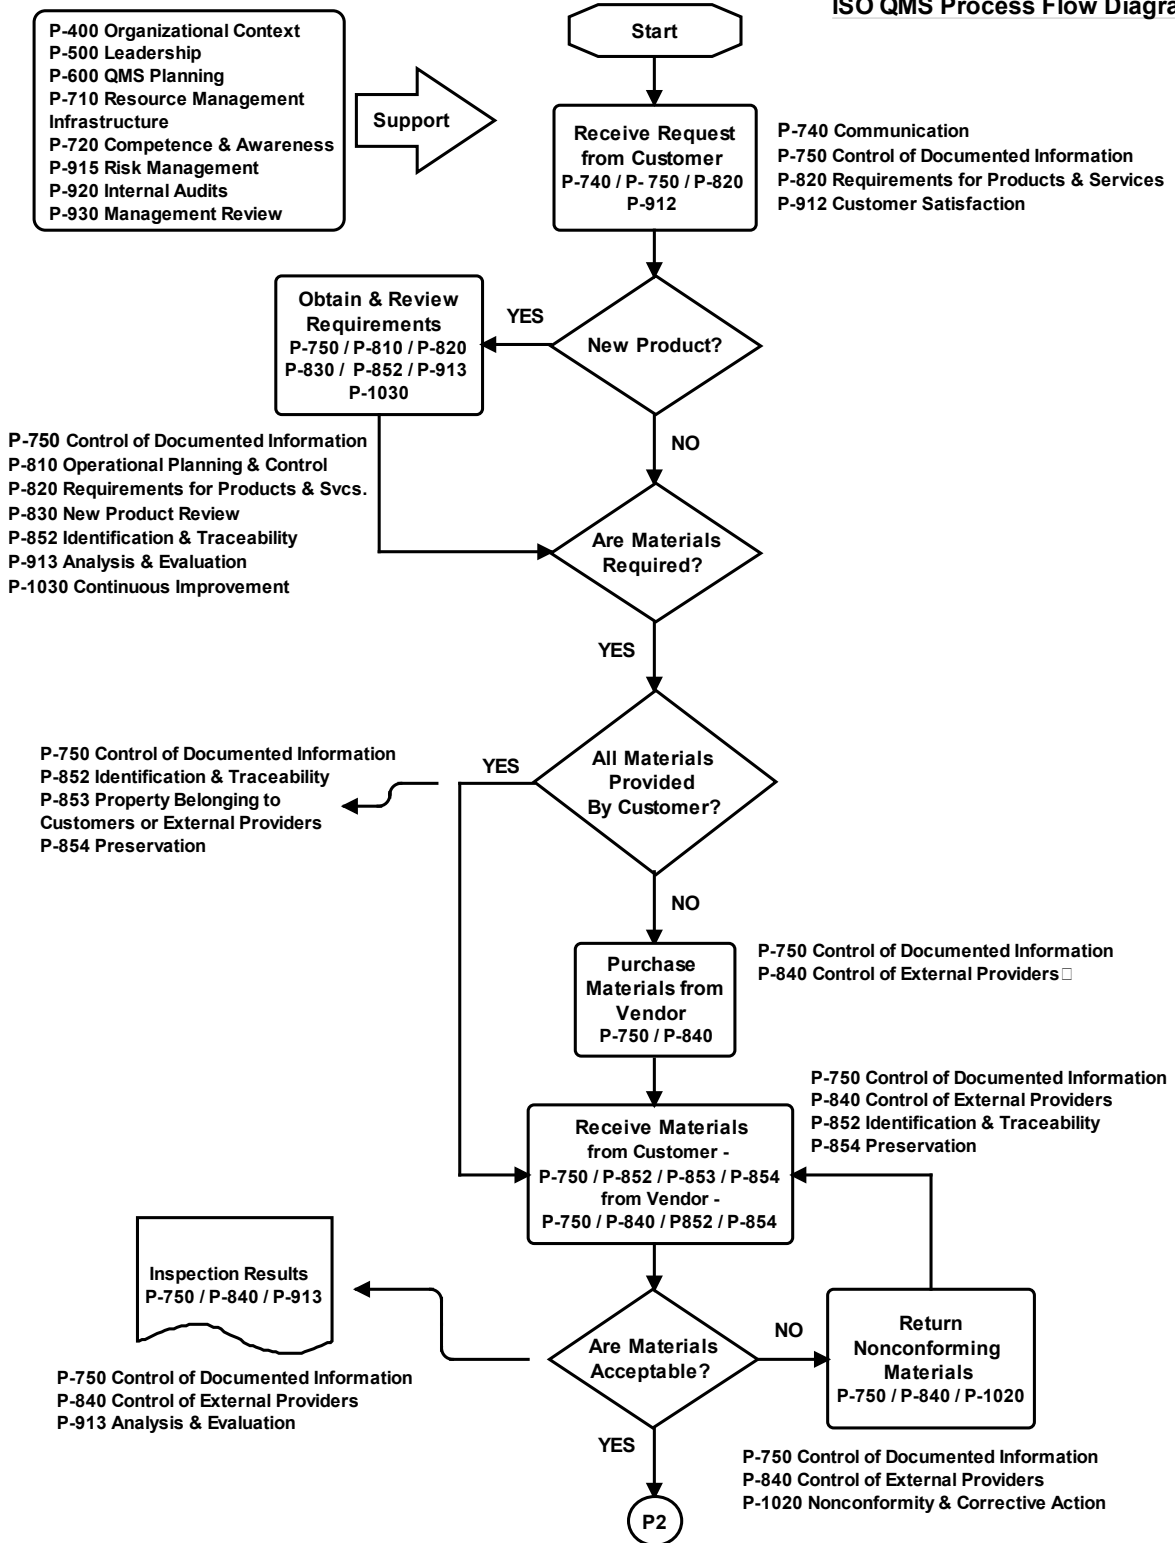 ISO QMS Process Flow Diagra
P-400 Organizational Context
P-500 Leadership
P-600 QMS Planning
P-710 Resource Management
Infrastructure
P-720 Competence & Awareness
P-915 Risk Management
P-920 Internal Audits
P-930 Management Review
Support
Start
Receive Request
from Customer
P-740 / P- 750 / P-820
P-912
P-740 Communication
P-750 Control of Documented Information
P-820 Requirements for Products & Services
P-912 Customer Satisfaction
New Product?
YES
Obtain & Review
Requirements
P-750 / P-810 / P-820
P-830 / P-852 / P-913
P-1030
NO
P-750 Control of Documented Information
P-810 Operational Planning & Control
P-820 Requirements for Products & Svcs.
P-830 New Product Review
P-852 Identification & Traceability
P-913 Analysis & Evaluation
P-1030 Continuous Improvement
Are Materials
Required?
YES
All Materials
Provided
By Customer?
YES
P-750 Control of Documented Information
P-852 Identification & Traceability
P-853 Property Belonging to
Customers or External Providers
P-854 Preservation
NO
Purchase
Materials from
Vendor
P-750 / P-840
P-750 Control of Documented Information
P-840 Control of External Providers□
P-750 Control of Documented Information
P-840 Control of External Providers
P-852 Identification & Traceability
P-854 Preservation
Receive Materials
from Customer -
P-750 / P-852 / P-853 / P-854
from Vendor -
P-750 / P-840 / P852 / P-854
Inspection Results
P-750 / P-840 / P-913
P-750 Control of Documented Information
P-840 Control of External Providers
P-913 Analysis & Evaluation
Are Materials
Acceptable?
NO
Return
Nonconforming
Materials
P-750 / P-840 / P-1020
P-750 Control of Documented Information
P-840 Control of External Providers
P-1020 Nonconformity & Corrective Action
YES
P2